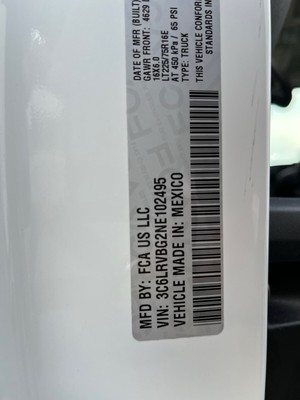 MFD BY: FCA US LLC
VIN: 3C6LRVBG2NE102495
VEHICLE MADE IN: MEXICO
DATE OF MFR (BUILT)
GAWR FRONT: 4629
16X6.0
LT225/75R16E
AT 450 kPa / 65 PSI
TYPE: TRUCK
THIS VEHICLE CONFOR
STANDARDS IN